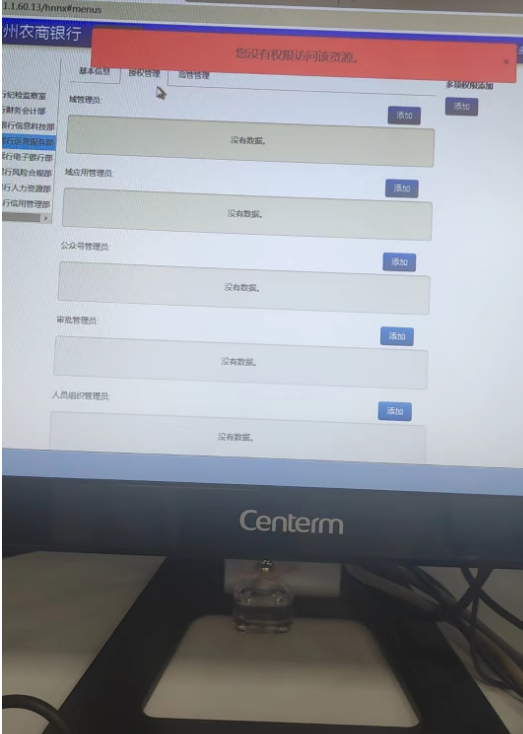 1.1.60.13/hnnx#menus
州农商银行
您没有权限访问该资源。
×
基本信息
授权管理
高管管理
多项权限添加
添加
行纪检监察室
行财务会计部
银行信息科技部
银行运营服务部
银行电子银行部
银行风险合规部
行人力资源部
行信用管理部
域管理员:
添加
没有数据。
域应用管理员:
添加
没有数据。
公众号管理员:
添加
没有数据。
审批管理员:
添加
没有数据。
人员组织管理员:
添加
没有数据。
Centerm